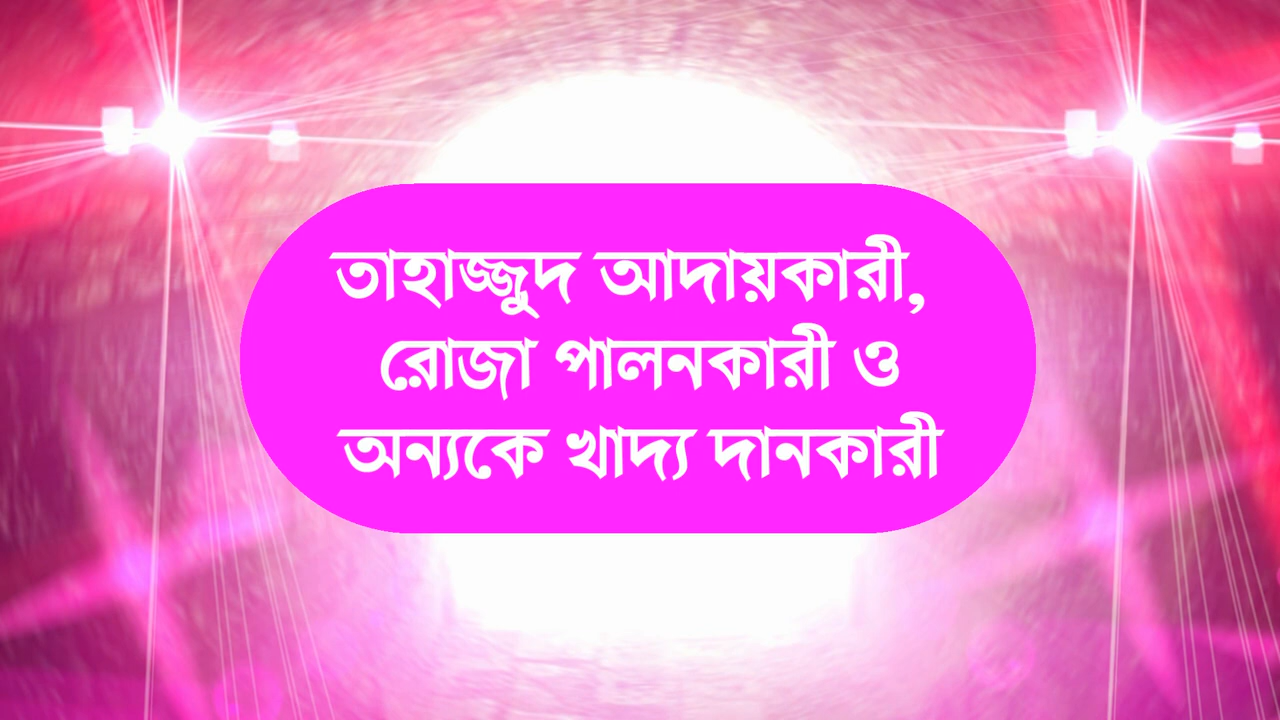 তাহাজ্জুদ আদায়কারী,
রোজা পালনকারী ও
অন্যকে খাদ্য দানকারী